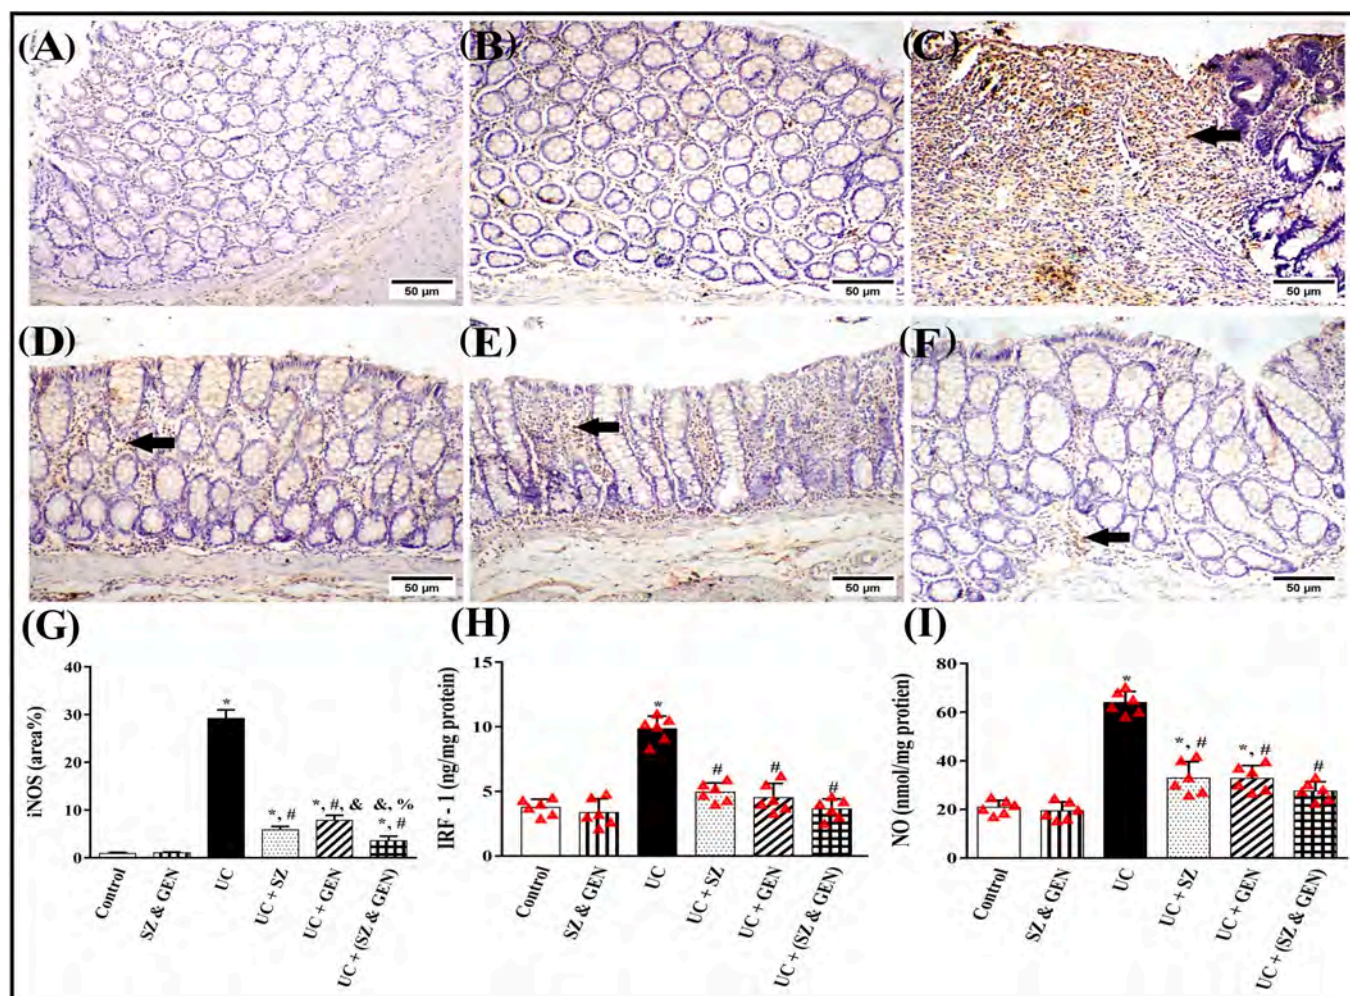 (A)
(B)
(C)
50 µm
50 µm
50 µm
(D)
(E)
(F)
50 µm
50 µm
50 µm
(G)
iNOS (area%)
40
30
20
10
0
*
*, #
*, #, &
&, %
*, #
Control
SZ & GEN
UC
UC + SZ
UC + GEN
UC + (SZ & GEN)
(H)
IRF - 1 (ng/mg protein)
15
10
5
0
*
#
#
#
Control
SZ & GEN
UC
UC + SZ
UC + GEN
UC + (SZ & GEN)
(I)
NO (nmol/mg protien)
80
60
40
20
0
*
*, #
*, #
#
Control
SZ & GEN
UC
UC + SZ
UC + GEN
UC + (SZ & GEN)